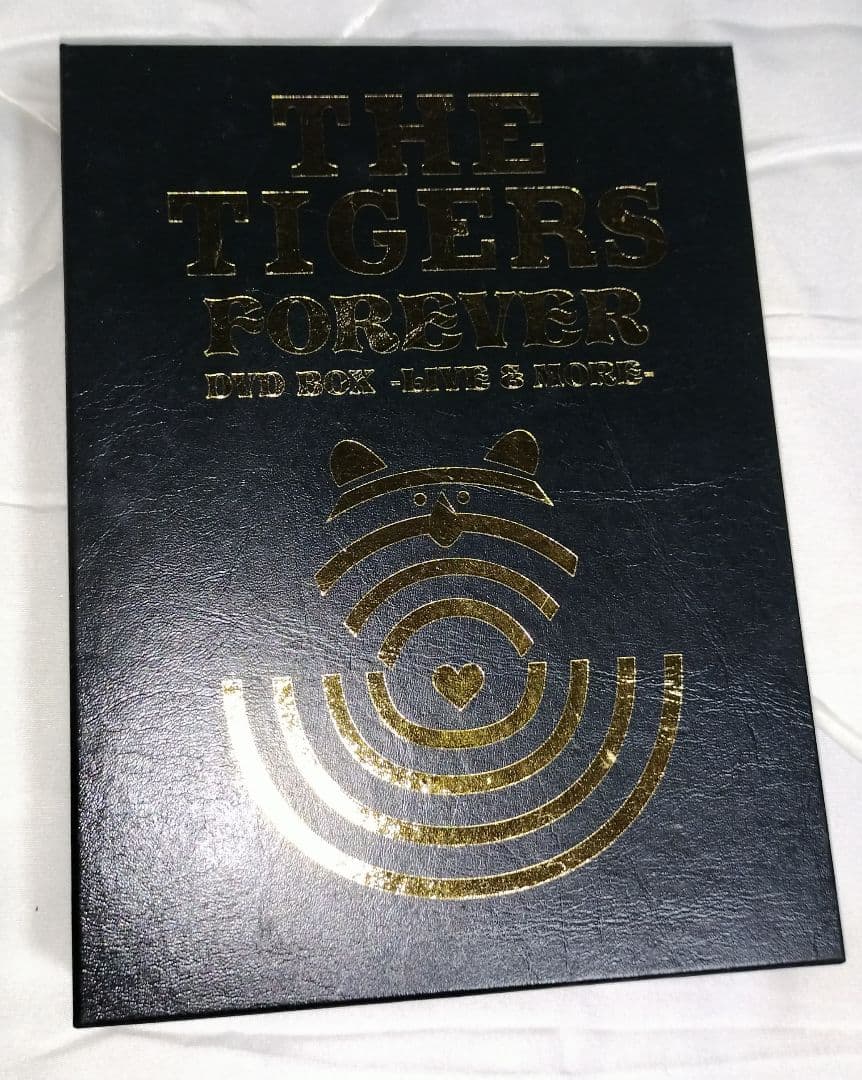 THE
TIGERS
FOREVER
DVD BOX -LIVE & MORE-